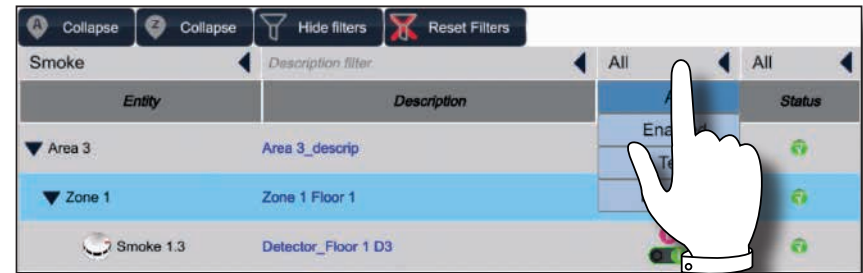 A Collapse Z Collapse Hide filters Reset Filters
Smoke Description filter All All
Entity Description Status
Area 3 Area 3_descrip
Zone 1 Zone 1 Floor 1
Smoke 1.3 Detector_Floor 1 D3